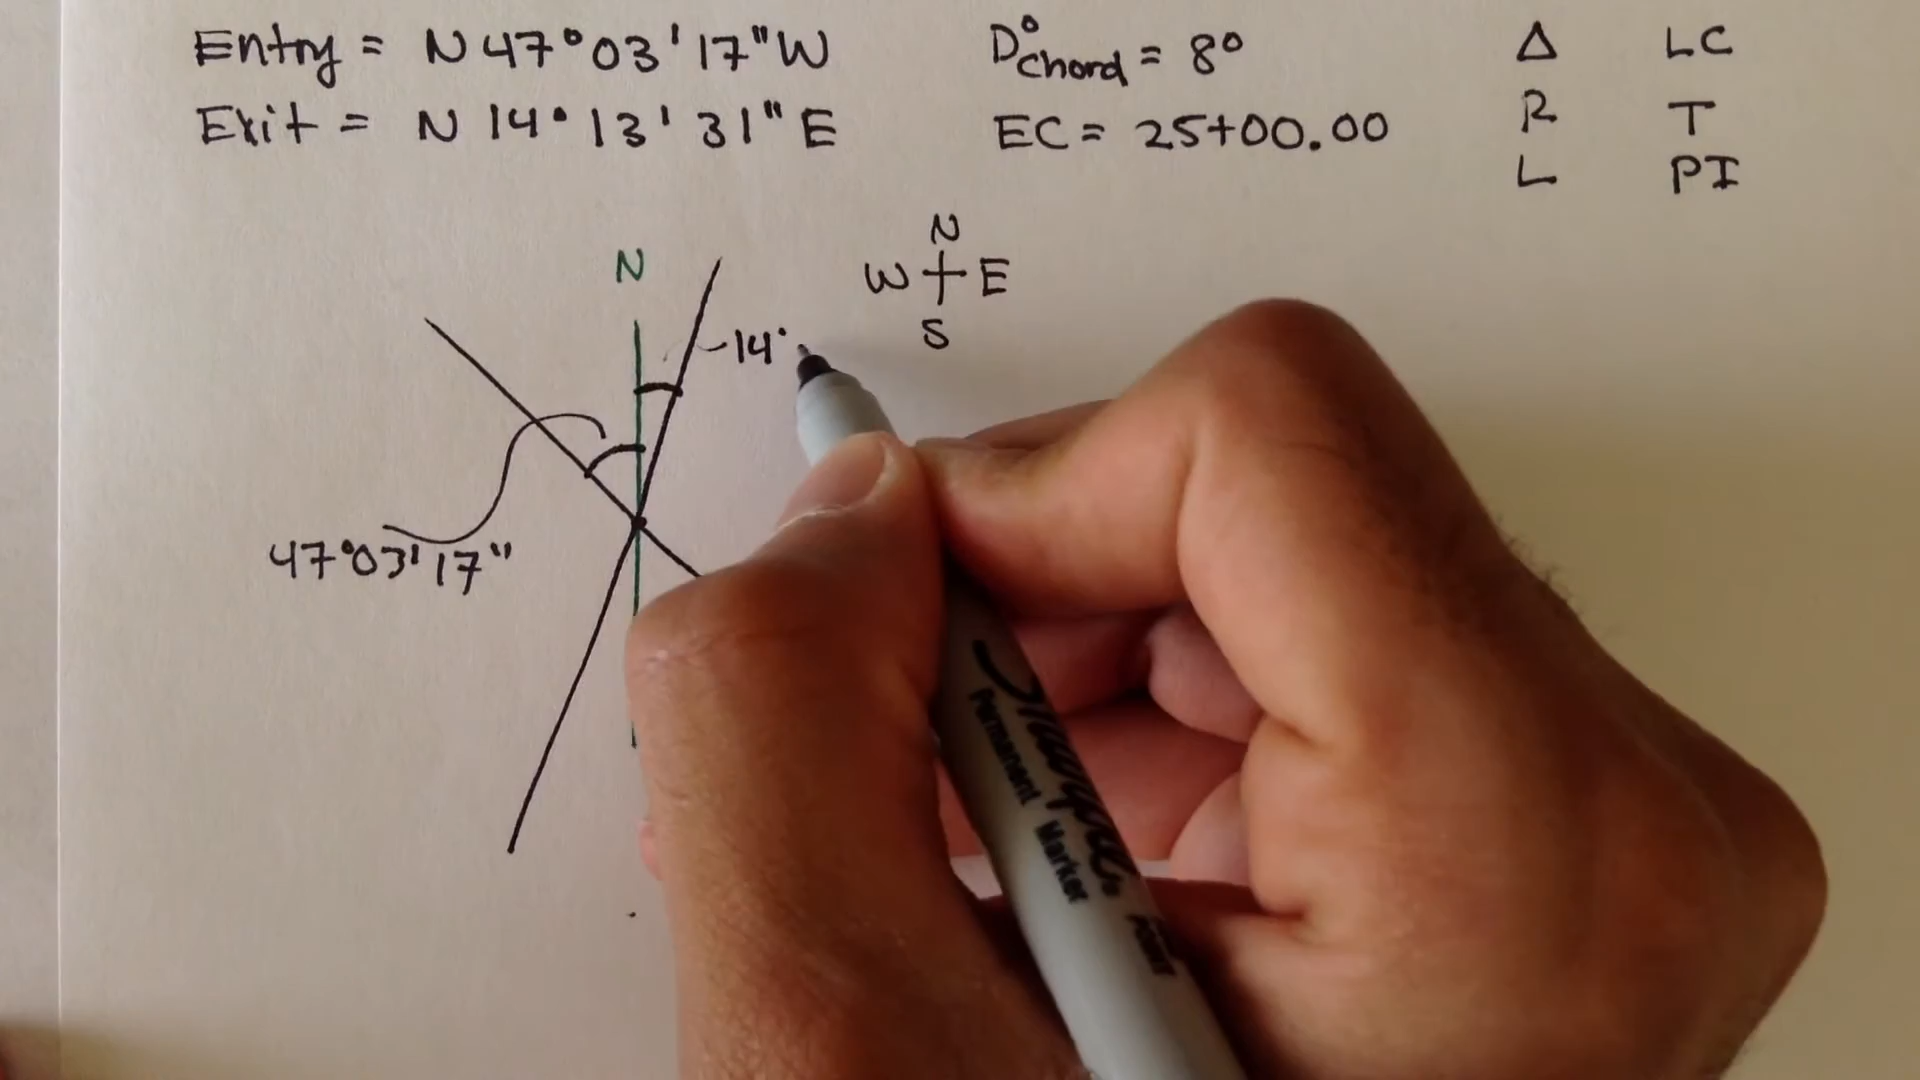 Entry = N 47°03'17"W
Exit = N 14°13'31"E
D°chord = 8°
EC = 25+00.00
Δ LC
R T
L PI
N
N
W E
S
14°
47°03'17"
Sharpie.
Permanent Marker